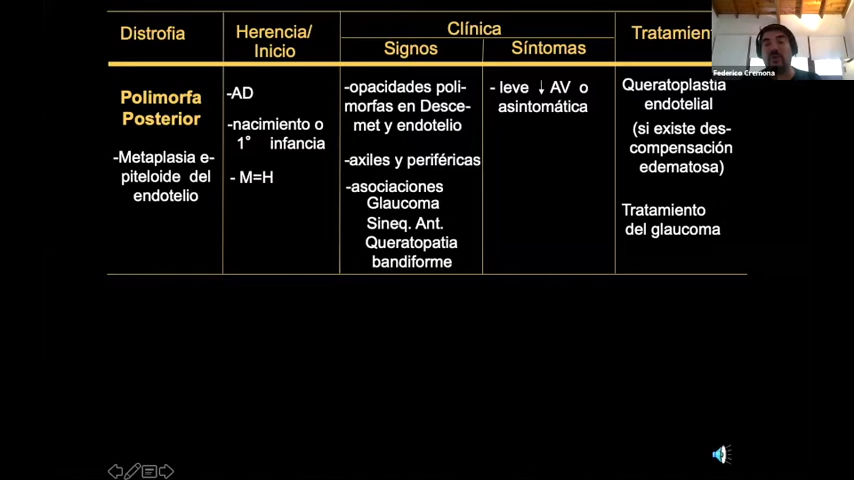 Distrofia
Herencia/
Inicio
Clínica
Signos
Síntomas
Tratamien
Federico Cremona
Polimorfa
Posterior
-Metaplasia e-
piteloide del
endotelio
-AD
-nacimiento o
1° infancia
- M=H
-opacidades poli-
morfas en Desce-
met y endotelio
-axiles y periféricas
-asociaciones
Glaucoma
Sineq. Ant.
Queratopatia
bandiforme
- leve ↓ AV o
asintomática
Queratoplastia
endotelial
(si existe des-
compensación
edematosa)
Tratamiento
del glaucoma